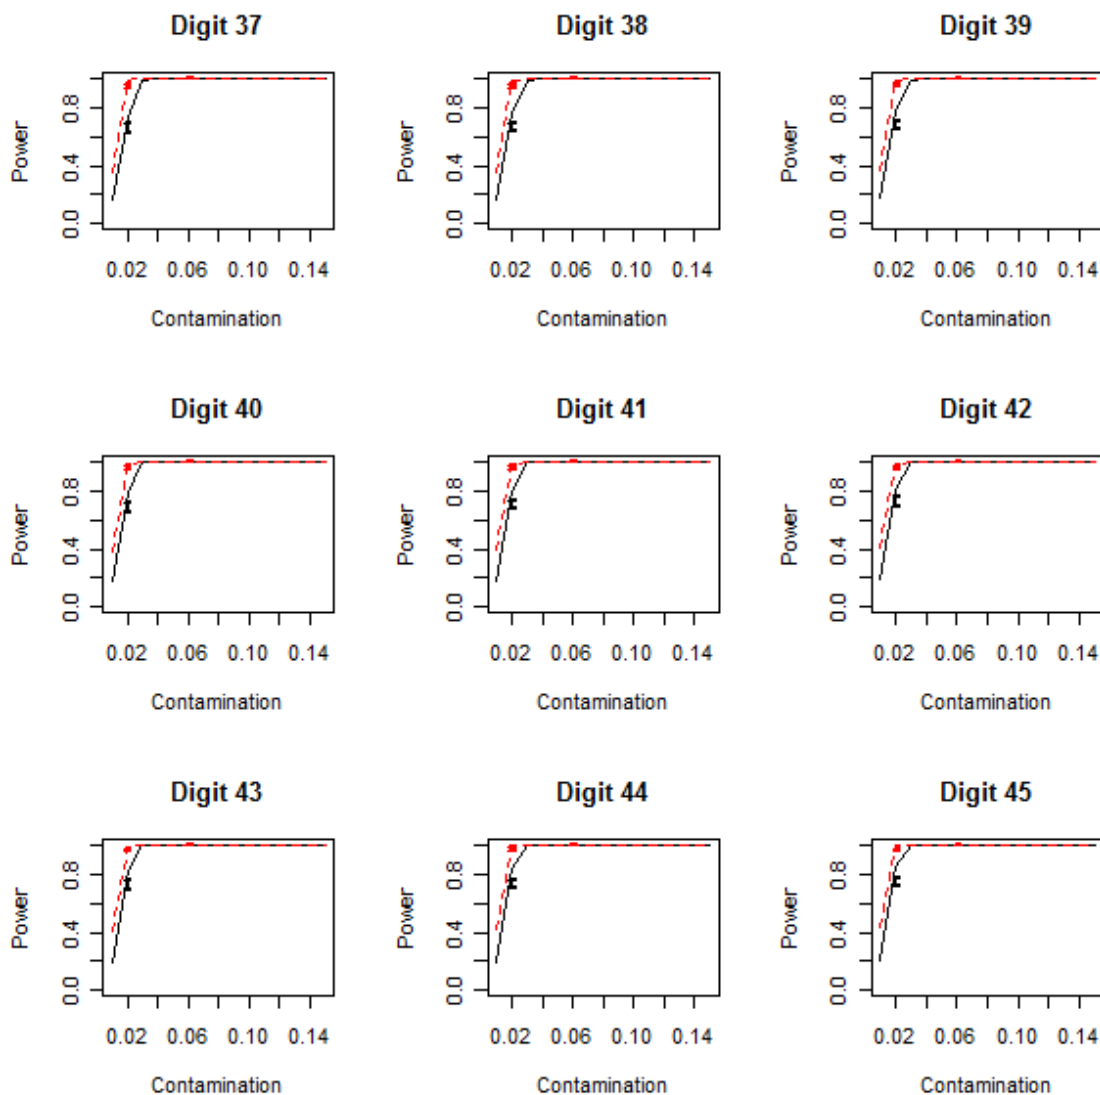 Digit 37 Digit 38 Digit 39
Power 0.0 0.4 0.8 Power 0.0 0.4 0.8 Power 0.0 0.4 0.8
0.02 0.06 0.10 0.14 0.02 0.06 0.10 0.14 0.02 0.06 0.10 0.14
Contamination Contamination Contamination
Digit 40 Digit 41 Digit 42
Power 0.0 0.4 0.8 Power 0.0 0.4 0.8 Power 0.0 0.4 0.8
0.02 0.06 0.10 0.14 0.02 0.06 0.10 0.14 0.02 0.06 0.10 0.14
Contamination Contamination Contamination
Digit 43 Digit 44 Digit 45
Power 0.0 0.4 0.8 Power 0.0 0.4 0.8 Power 0.0 0.4 0.8
0.02 0.06 0.10 0.14 0.02 0.06 0.10 0.14 0.02 0.06 0.10 0.14
Contamination Contamination Contamination